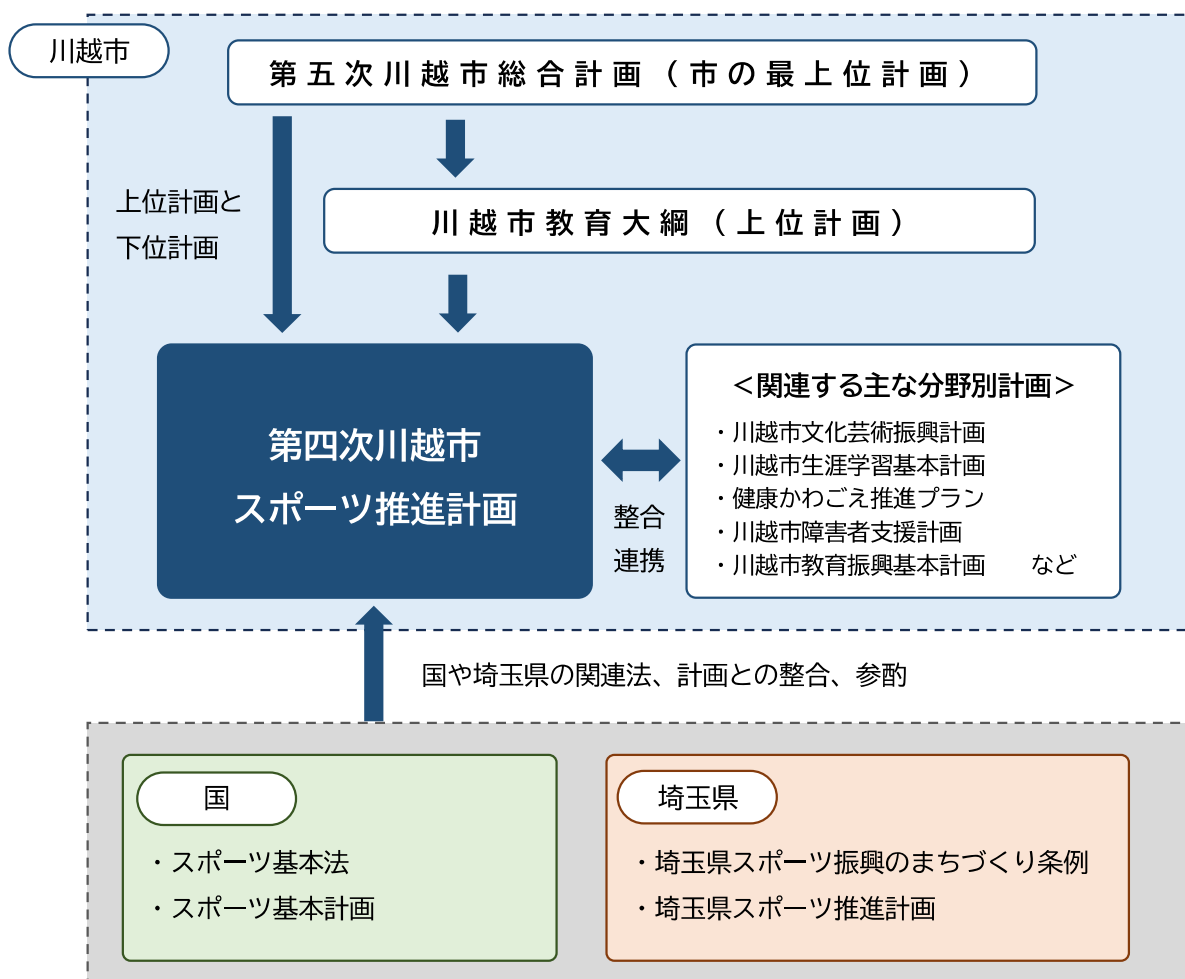 川越市
第五次川越市総合計画（市の最上位計画）
上位計画と
下位計画
川越市教育大綱（上位計画）
第四次川越市
スポーツ推進計画
整合
連携
＜関連する主な分野別計画＞
・川越市文化芸術振興計画
・川越市生涯学習基本計画
・健康かわごえ推進プラン
・川越市障害者支援計画
・川越市教育振興基本計画　　など
国や埼玉県の関連法、計画との整合、参酌
国
・スポーツ基本法
・スポーツ基本計画
埼玉県
・埼玉県スポーツ振興のまちづくり条例
・埼玉県スポーツ推進計画